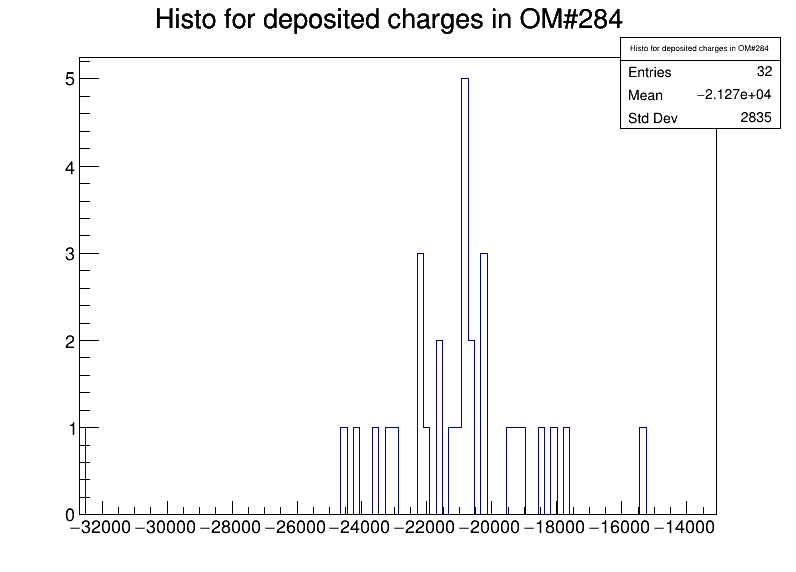 Histo for deposited charges in OM#284
Histo for deposited charges in OM#284
Entries 32
Mean −2.127e+04
Std Dev 2835
5
4
3
2
1
0
−32000 −30000 −28000 −26000 −24000 −22000 −20000 −18000 −16000 −14000